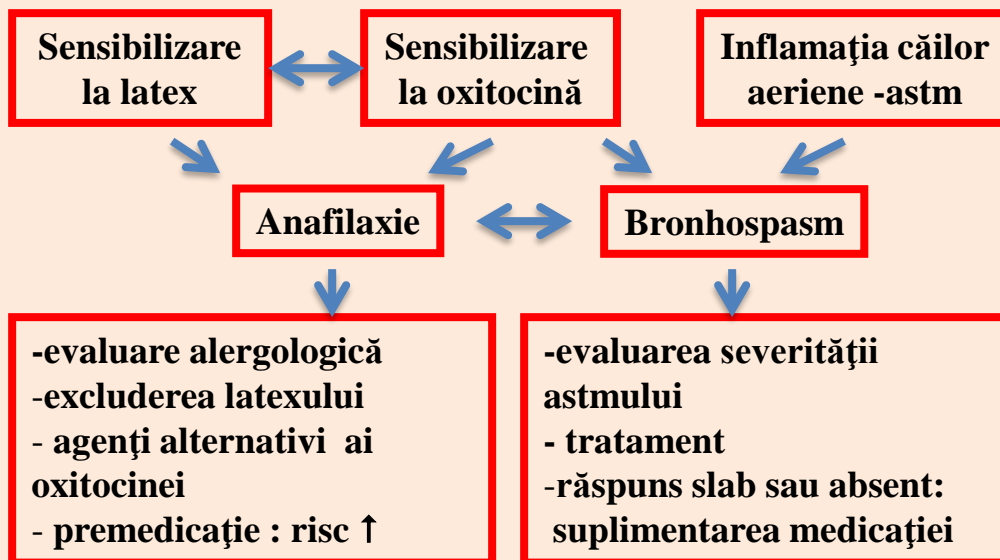 Sensibilizare
la latex
Sensibilizare
la oxitocină
Inflamaţia căilor
aeriene -astm
Anafilaxie
Bronhospasm
-evaluare alergologică
-excluderea latexului
- agenţi alternativi ai
oxitocinei
- premedicaţie : risc ↑
-evaluarea severităţii
astmului
- tratament
-răspuns slab sau absent:
suplimentarea medicaţiei